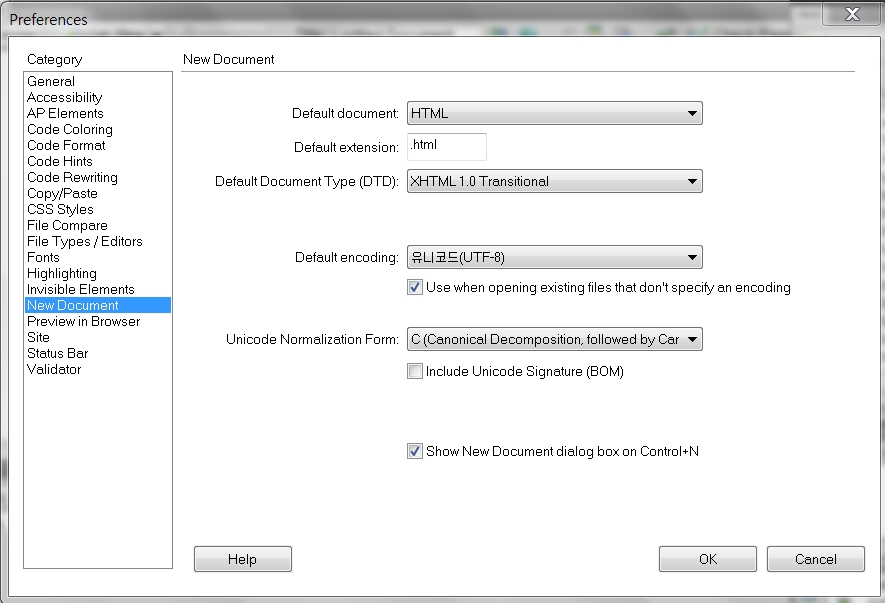 Preferences
Category
General
Accessibility
AP Elements
Code Coloring
Code Format
Code Hints
Code Rewriting
Copy/Paste
CSS Styles
File Compare
File Types / Editors
Fonts
Highlighting
Invisible Elements
New Document
Preview in Browser
Site
Status Bar
Validator
New Document
Default document: HTML
Default extension: .html
Default Document Type (DTD): XHTML 1.0 Transitional
Default encoding: 유니코드(UTF-8)
Use when opening existing files that don't specify an encoding
Unicode Normalization Form: C (Canonical Decomposition, followed by Car
Include Unicode Signature (BOM)
Show New Document dialog box on Control+N
Help
OK
Cancel